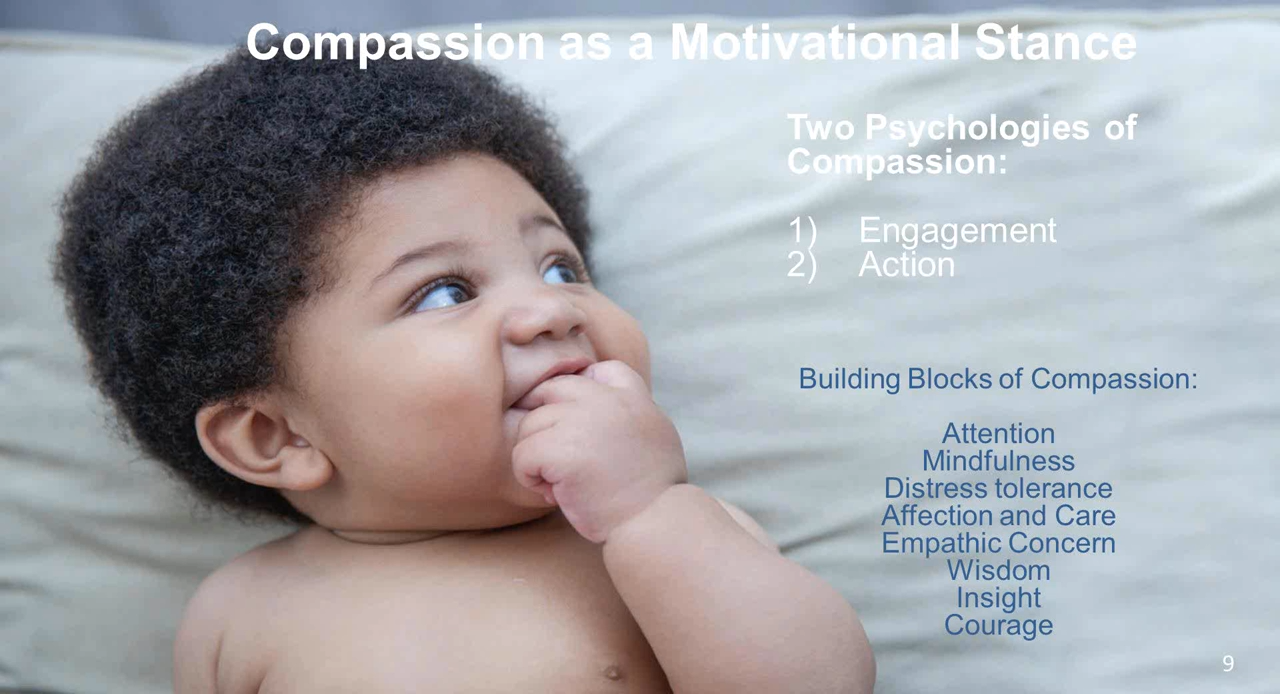 Compassion as a Motivational Stance
Two Psychologies of
Compassion:
1) Engagement
2) Action
Building Blocks of Compassion:
Attention
Mindfulness
Distress tolerance
Affection and Care
Empathic Concern
Wisdom
Insight
Courage
9